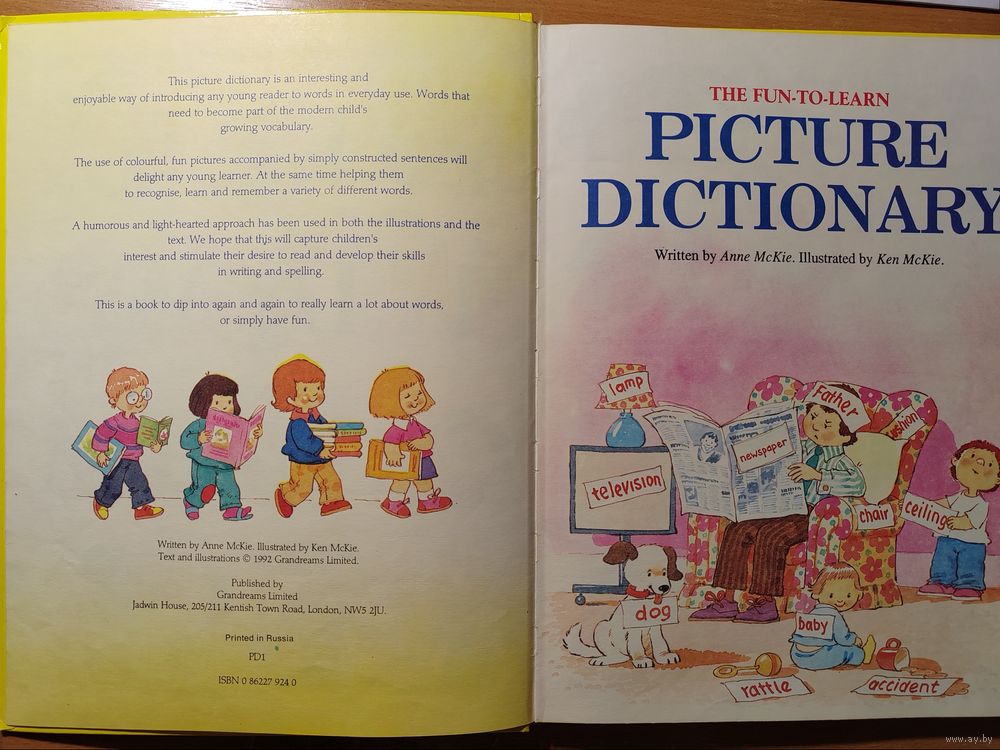 This picture dictionary is an interesting and
enjoyable way of introducing any young reader to words in everyday use. Words that
need to become part of the modern child's
growing vocabulary.
The use of colourful, fun pictures accompanied by simply constructed sentences will
delight any young learner. At the same time helping them
to recognise, learn and remember a variety of different words.
A humorous and light-hearted approach has been used in both the illustrations and the
text. We hope that this will capture children's
interest and stimulate their desire to read and develop their skills
in writing and spelling.
This is a book to dip into again and again to really learn a lot about words,
or simply have fun.
Written by Anne McKie. Illustrated by Ken McKie.
Text and illustrations © 1992 Grandreams Limited.
Published by
Grandreams Limited
Jadwin House, 205/211 Kentish Town Road, London, NW5 2JU.
Printed in Russia
PD1
ISBN 0 86227 924 0
THE FUN-TO-LEARN
PICTURE
DICTIONARY
Written by Anne McKie. Illustrated by Ken McKie.
lamp
Father
cushion
newspaper
television
chair
ceiling
dog
baby
rattle
accident
www.ay.by